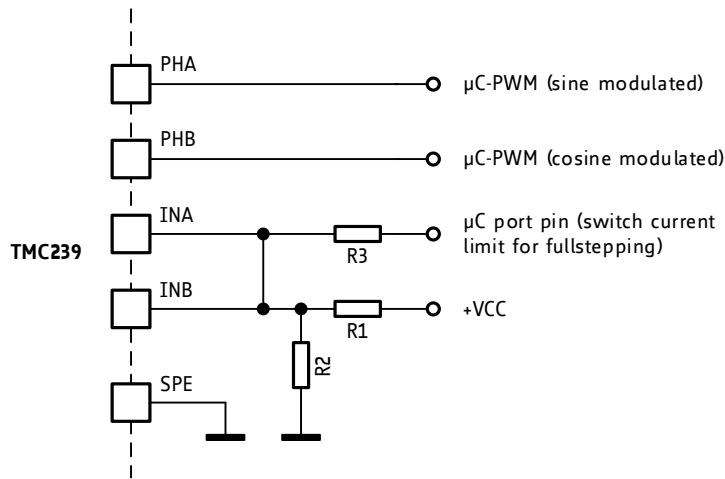 PHA
µC-PWM (sine modulated)
PHB
µC-PWM (cosine modulated)
INA
µC port pin (switch current
limit for fullstepping)
R3
TMC239
INB
+VCC
R1
R2
SPE